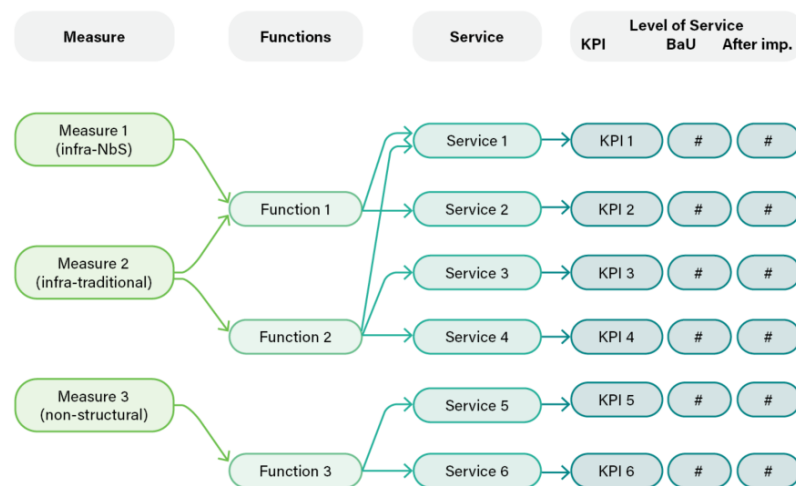 Measure
Functions
Service
Level of Service
KPI BaU After imp.
Measure 1
(infra-NbS)
Measure 2
(infra-traditional)
Measure 3
(non-structural)
Function 1
Function 2
Function 3
Service 1
Service 2
Service 3
Service 4
Service 5
Service 6
KPI 1 # #
KPI 2 # #
KPI 3 # #
KPI 4 # #
KPI 5 # #
KPI 6 # #